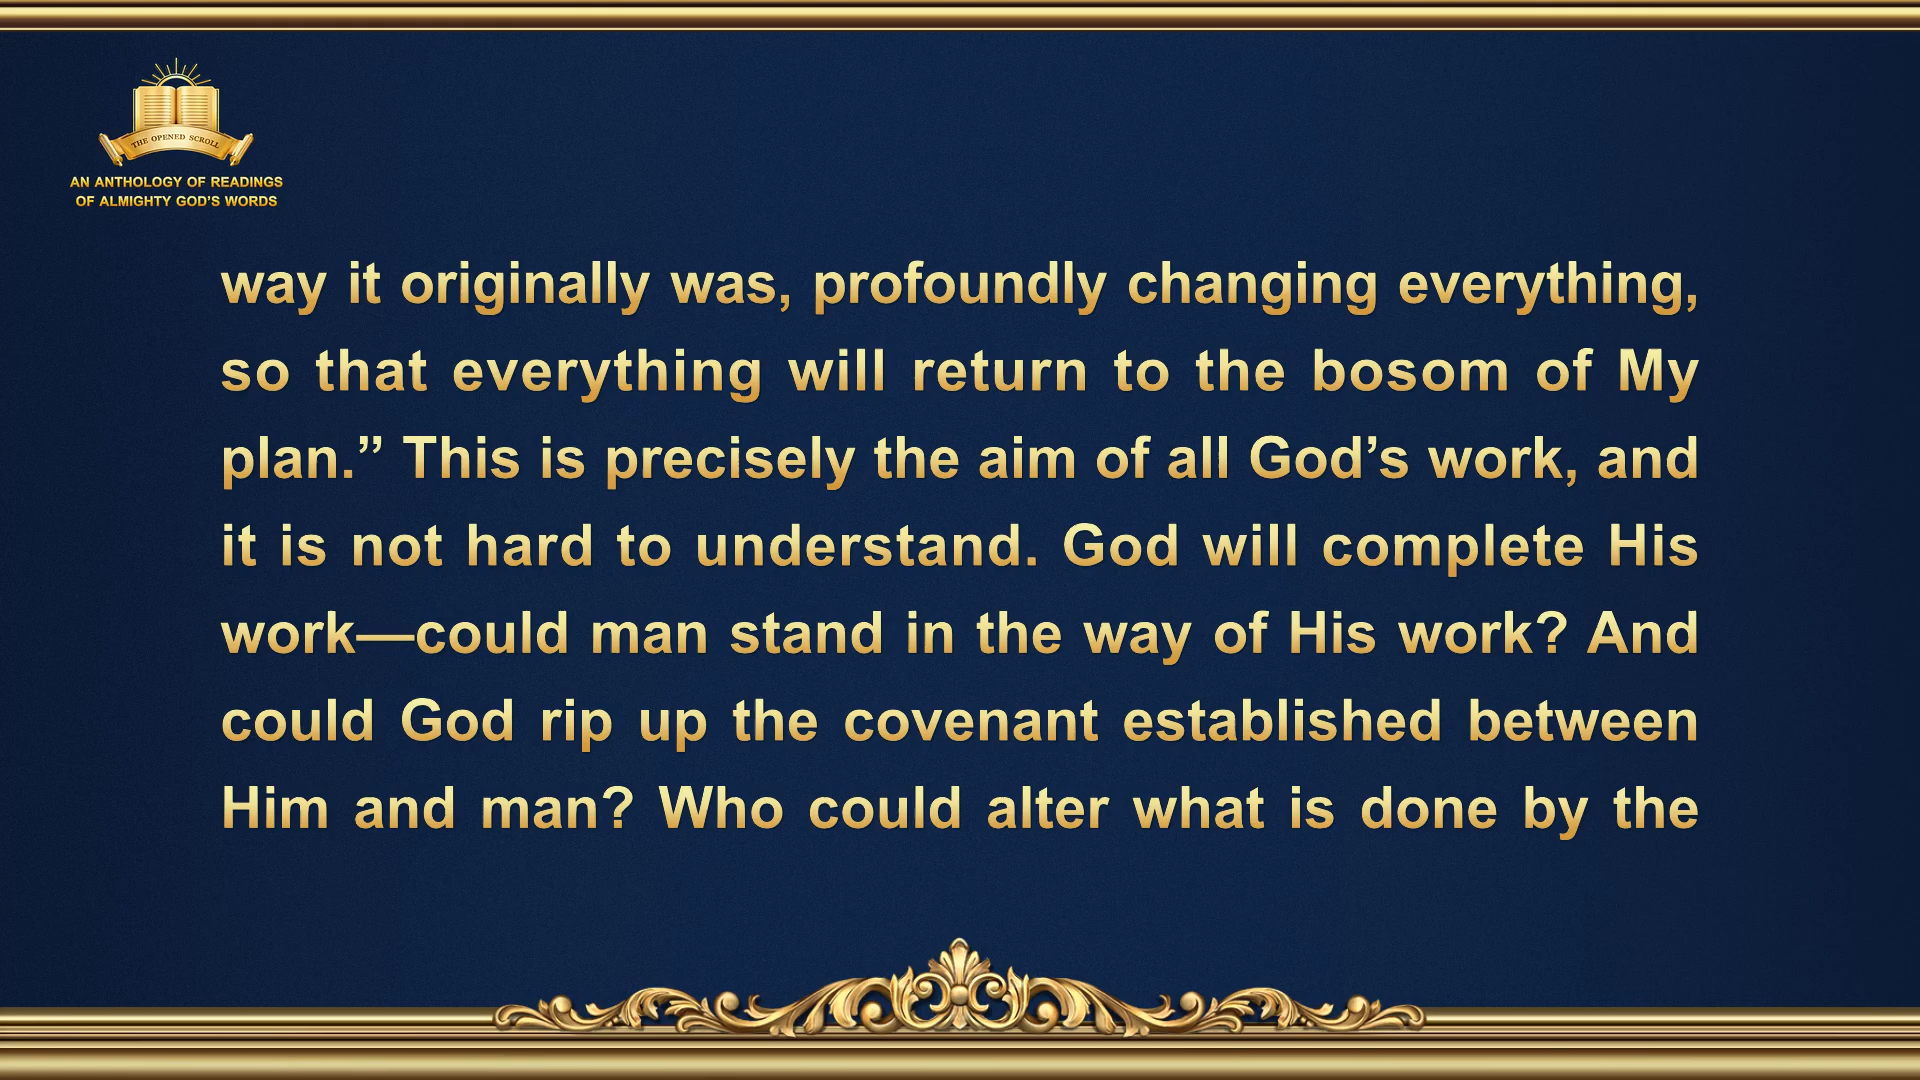 THE OPENED SCROLL
AN ANTHOLOGY OF READINGS
OF ALMIGHTY GOD’S WORDS
way it originally was, profoundly changing everything,
so that everything will return to the bosom of My
plan.” This is precisely the aim of all God’s work, and
it is not hard to understand. God will complete His
work—could man stand in the way of His work? And
could God rip up the covenant established between
Him and man? Who could alter what is done by the